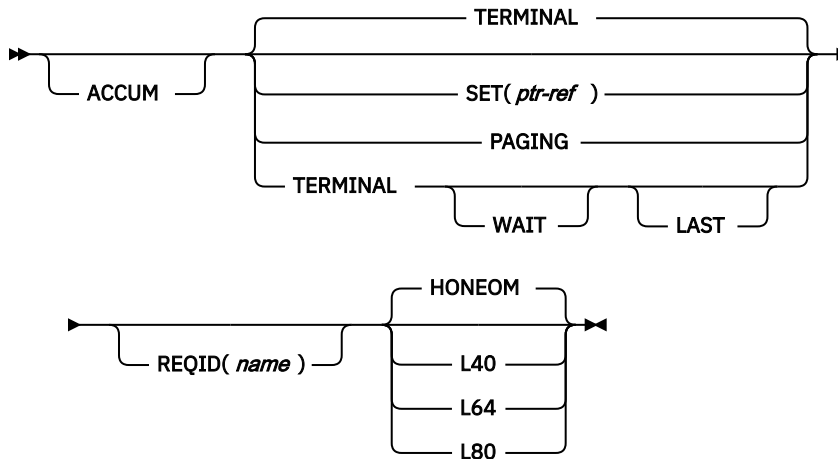 TERMINAL
ACCUM
SET( ptr-ref )
PAGING
TERMINAL
WAIT
LAST
HONEOM
REQID( name )
L40
L64
L80